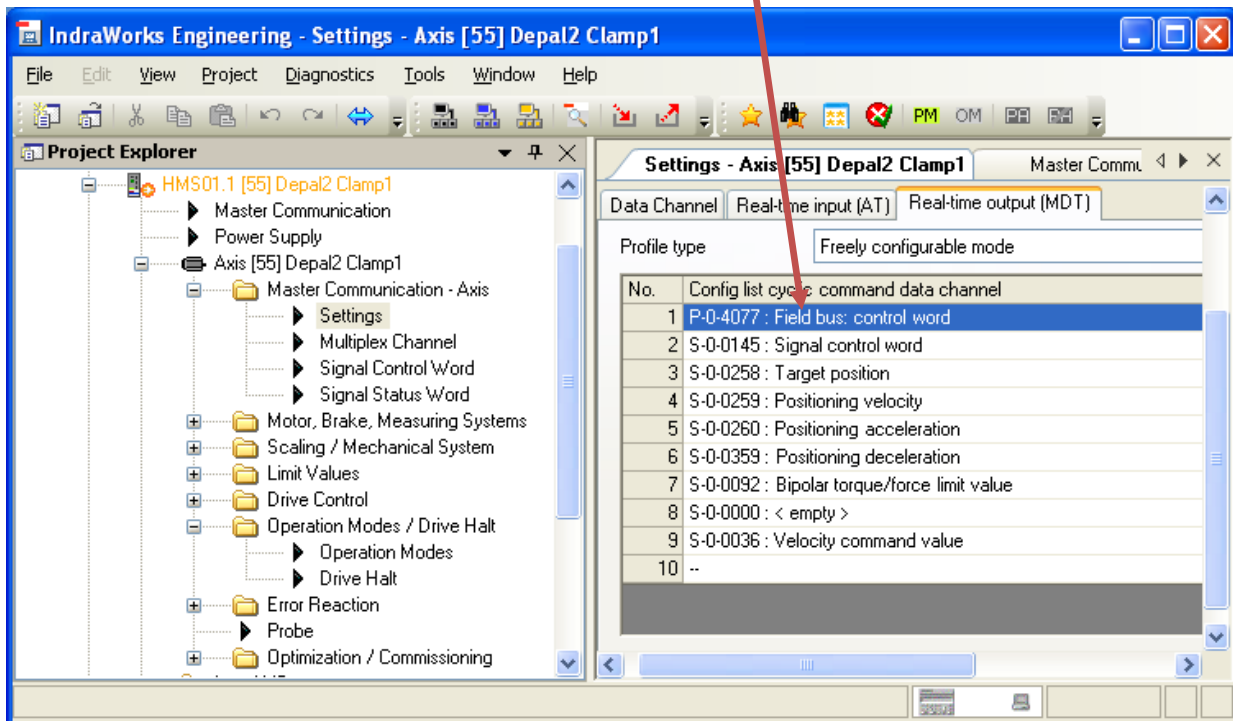 IndraWorks Engineering - Settings - Axis [55] Depal2 Clamp1
File Edit View Project Diagnostics Tools Window Help
PM OM
Project Explorer
HMS01.1 [55] Depal2 Clamp1
Master Communication
Power Supply
Axis [55] Depal2 Clamp1
Master Communication - Axis
Settings
Multiplex Channel
Signal Control Word
Signal Status Word
Motor, Brake, Measuring Systems
Scaling / Mechanical System
Limit Values
Drive Control
Operation Modes / Drive Halt
Operation Modes
Drive Halt
Error Reaction
Probe
Optimization / Commissioning
Settings - Axis [55] Depal2 Clamp1 Master Commu
Data Channel Real-time input (AT) Real-time output (MDT)
Profile type Freely configurable mode
No. Config list cyclic command data channel
1 P-0-4077 : Field bus: control word
2 S-0-0145 : Signal control word
3 S-0-0258 : Target position
4 S-0-0259 : Positioning velocity
5 S-0-0260 : Positioning acceleration
6 S-0-0359 : Positioning deceleration
7 S-0-0092 : Bipolar torque/force limit value
8 S-0-0000 : < empty >
9 S-0-0036 : Velocity command value
10 --